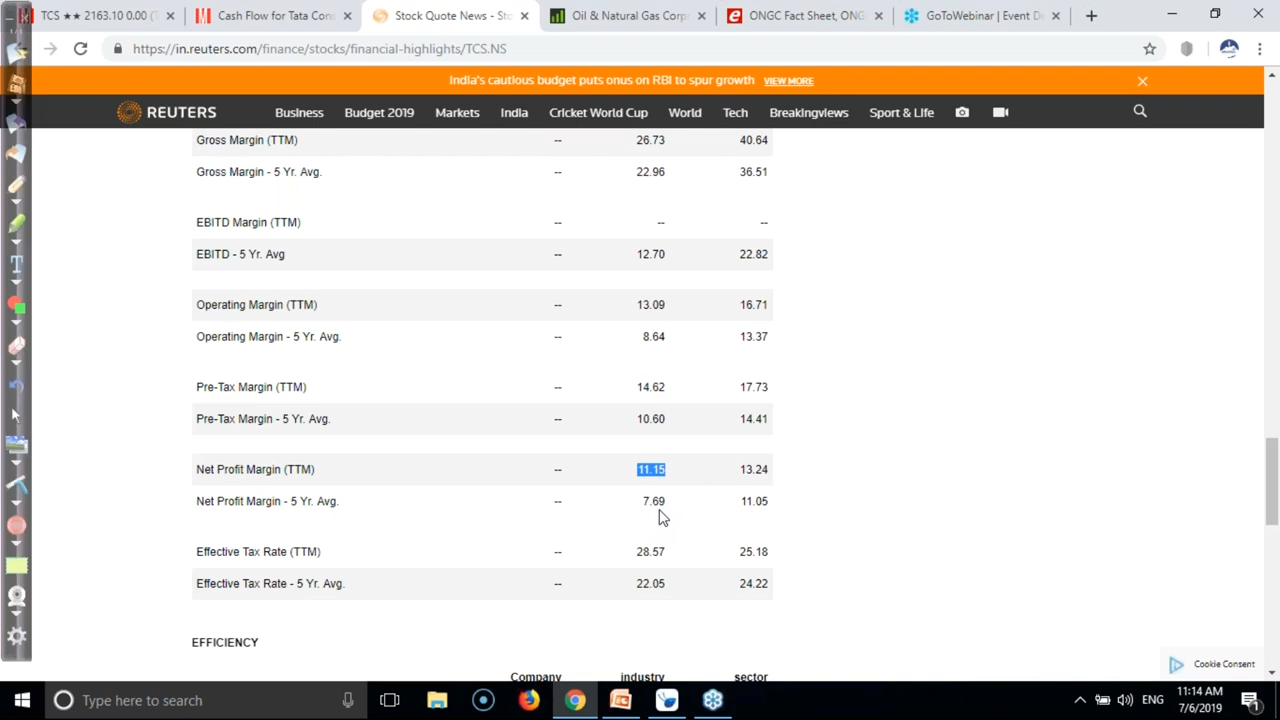 TCS ★★ 2163.10 0.00 (
Cash Flow for Tata Con
Stock Quote News - Sto
Oil & Natural Gas Corp
ONGC Fact Sheet, ONG
GoToWebinar | Event D
https://in.reuters.com/finance/stocks/financial-highlights/TCS.NS
India's cautious budget puts onus on RBI to spur growth VIEW MORE
REUTERS Business Budget 2019 Markets India Cricket World Cup World Tech Breakingviews Sport & Life
Gross Margin (TTM) -- 26.73 40.64
Gross Margin - 5 Yr. Avg. -- 22.96 36.51
EBITD Margin (TTM) -- -- --
EBITD - 5 Yr. Avg -- 12.70 22.82
Operating Margin (TTM) -- 13.09 16.71
Operating Margin - 5 Yr. Avg. -- 8.64 13.37
Pre-Tax Margin (TTM) -- 14.62 17.73
Pre-Tax Margin - 5 Yr. Avg. -- 10.60 14.41
Net Profit Margin (TTM) -- 11.15 13.24
Net Profit Margin - 5 Yr. Avg. -- 7.69 11.05
Effective Tax Rate (TTM) -- 28.57 25.18
Effective Tax Rate - 5 Yr. Avg. -- 22.05 24.22
EFFICIENCY
Cookie Consent
Company industry sector
Type here to search
ENG
11:14 AM
7/6/2019